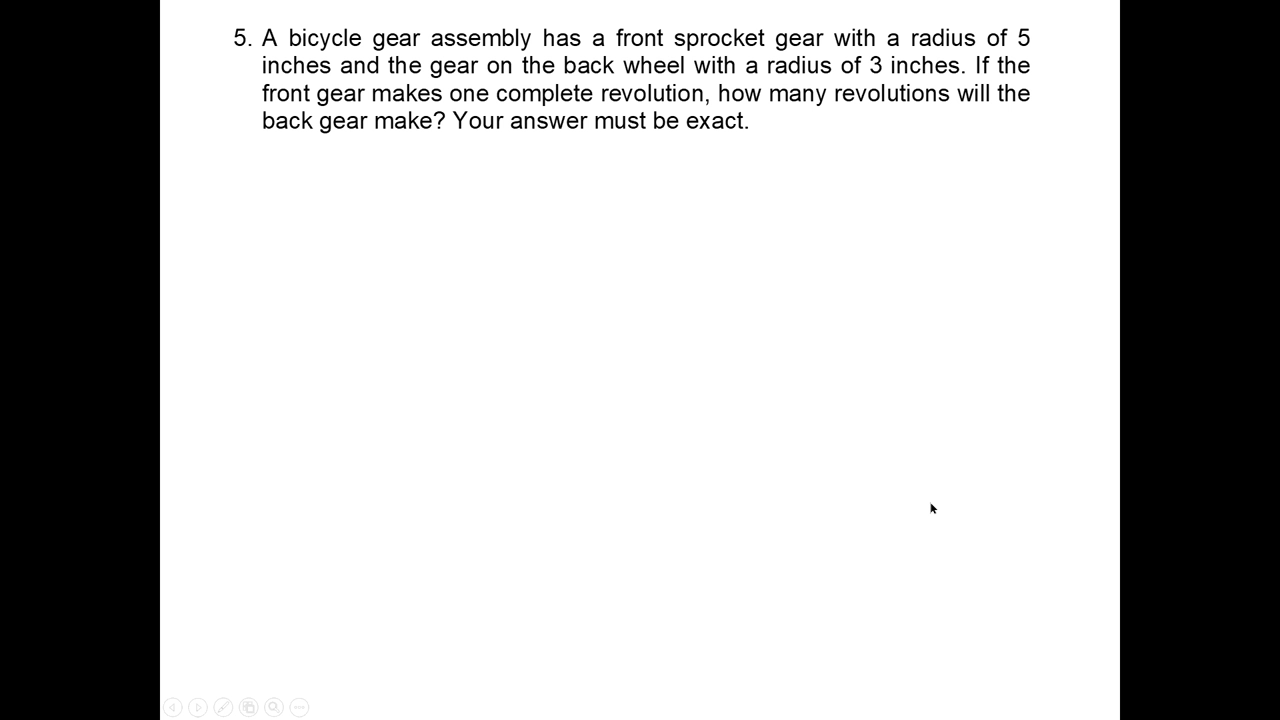 5. A bicycle gear assembly has a front sprocket gear with a radius of 5
inches and the gear on the back wheel with a radius of 3 inches. If the
front gear makes one complete revolution, how many revolutions will the
back gear make? Your answer must be exact.